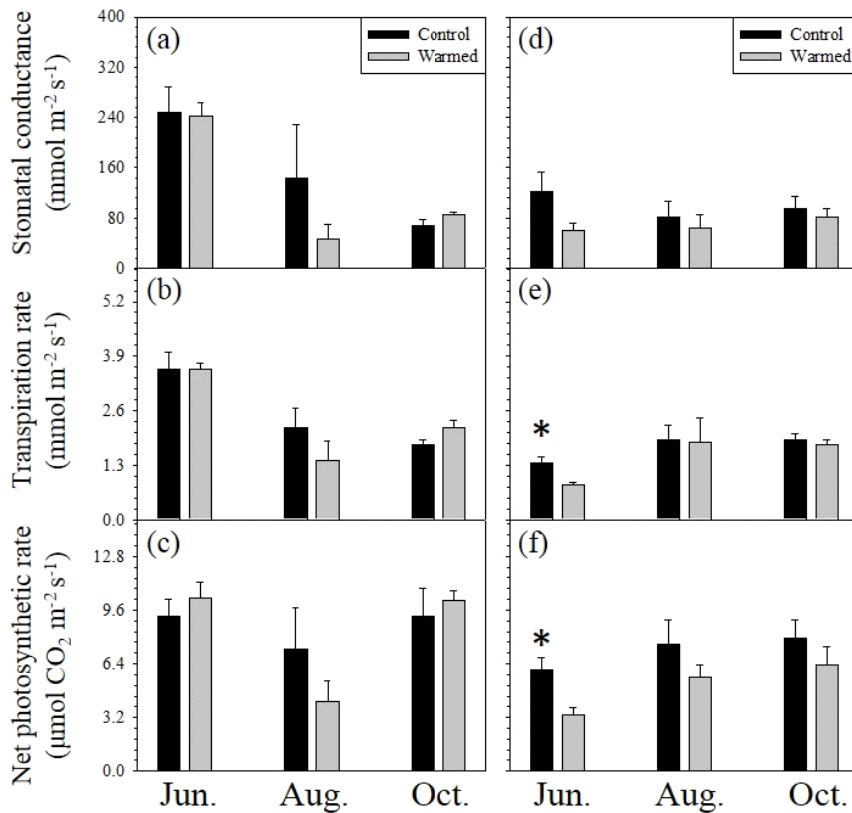 Stomatal conductance
(mmol m⁻² s⁻¹)
400
320
240
160
80
0
(a)
Control
Warmed
(d)
Control
Warmed
Transpiration rate
(mmol m⁻² s⁻¹)
5.2
3.9
2.6
1.3
0.0
(b)
(e)
*
Net photosynthetic rate
(μmol CO₂ m⁻² s⁻¹)
12.8
9.6
6.4
3.2
0.0
(c)
(f)
*
Jun. Aug. Oct.
Jun. Aug. Oct.